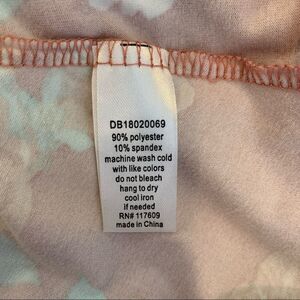 DB18020069
90% polyester
10% spandex
machine wash cold
with like colors
do not bleach
hang to dry
cool iron
if needed
RN# 117609
made in China